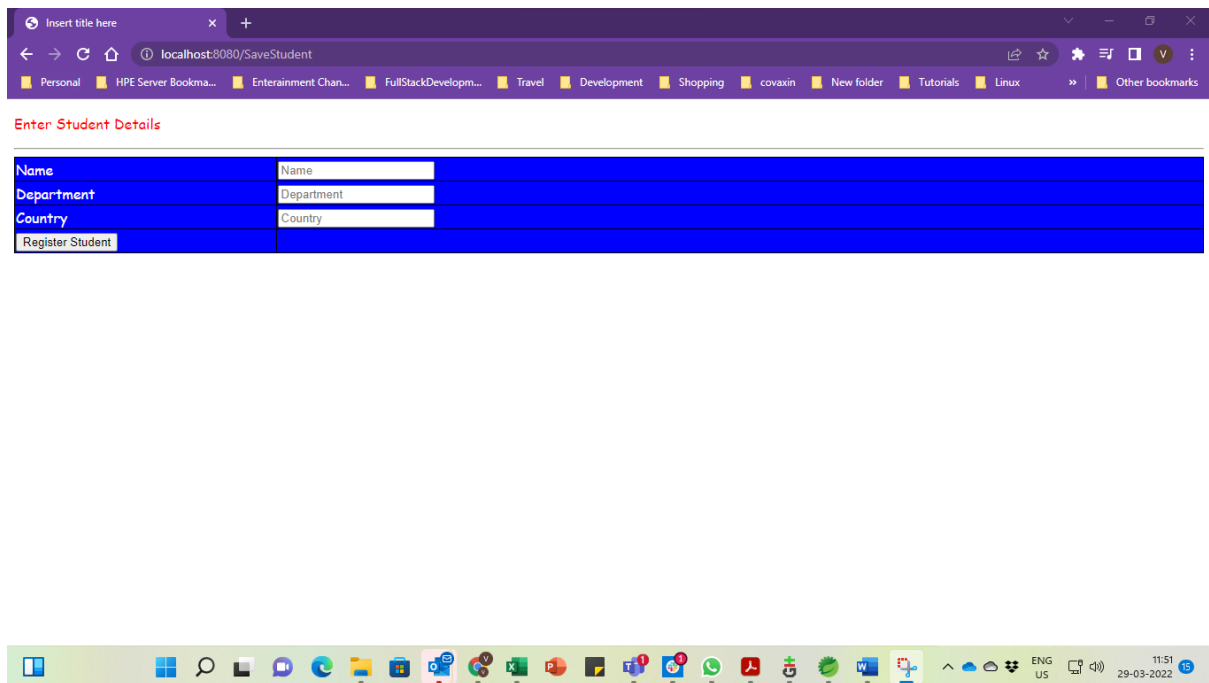 Insert title here
localhost:8080/SaveStudent
V
Personal HPE Server Bookma... Enterainment Chan... FullStackDevelopm... Travel Development Shopping covaxin New folder Tutorials Linux » Other bookmarks
Enter Student Details
Name Name
Department Department
Country Country
Register Student
ENG 11:51
US 29-03-2022 15